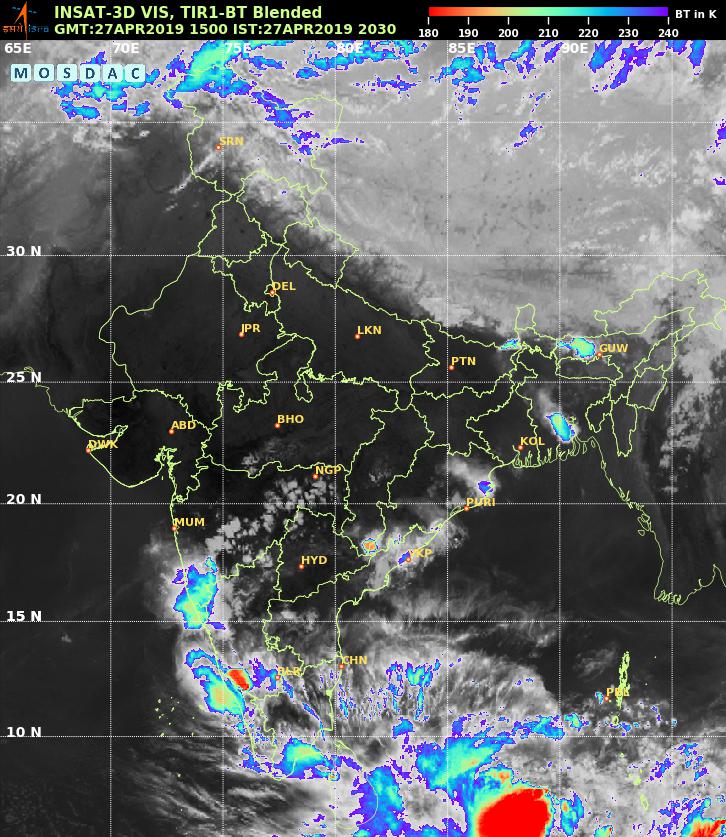 INSAT-3D VIS, TIR1-BT Blended
GMT:27APR2019 1500 IST:27APR2019 2030
BT in K
180 190 200 210 220 230 240
65E 70E 75E 80E 85E 90E
MOSDAC
SRN
30 N
DEL
JPR LKN
GUW
PTN
25 N
ABD BHO
DWK KOL
NGP
20 N PURI
MUM
HYD
15 N
CHN
BLR
10 N